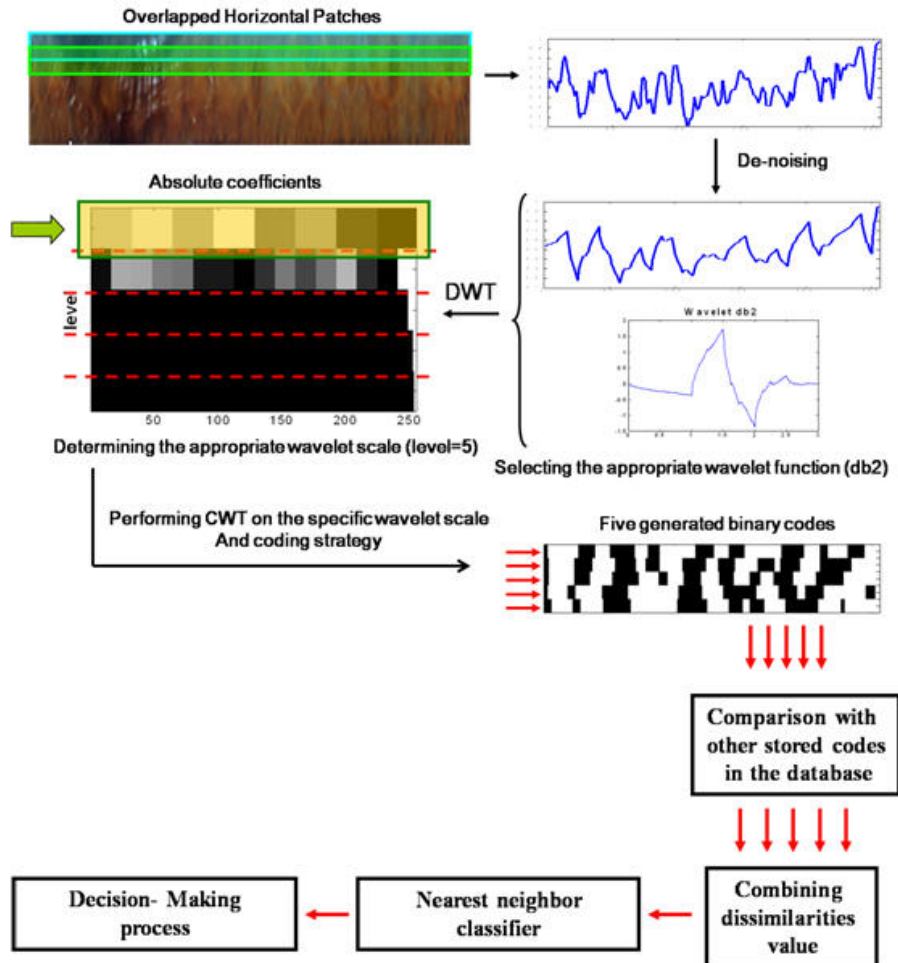 Overlapped Horizontal Patches
De-noising
Absolute coefficients
level
50 100 150 200 250
DWT
Wavelet db2
Determining the appropriate wavelet scale (level=5)
Selecting the appropriate wavelet function (db2)
Performing CWT on the specific wavelet scale
And coding strategy
Five generated binary codes
Comparison with
other stored codes
in the database
Combining
dissimilarities
value
Nearest neighbor
classifier
Decision- Making
process